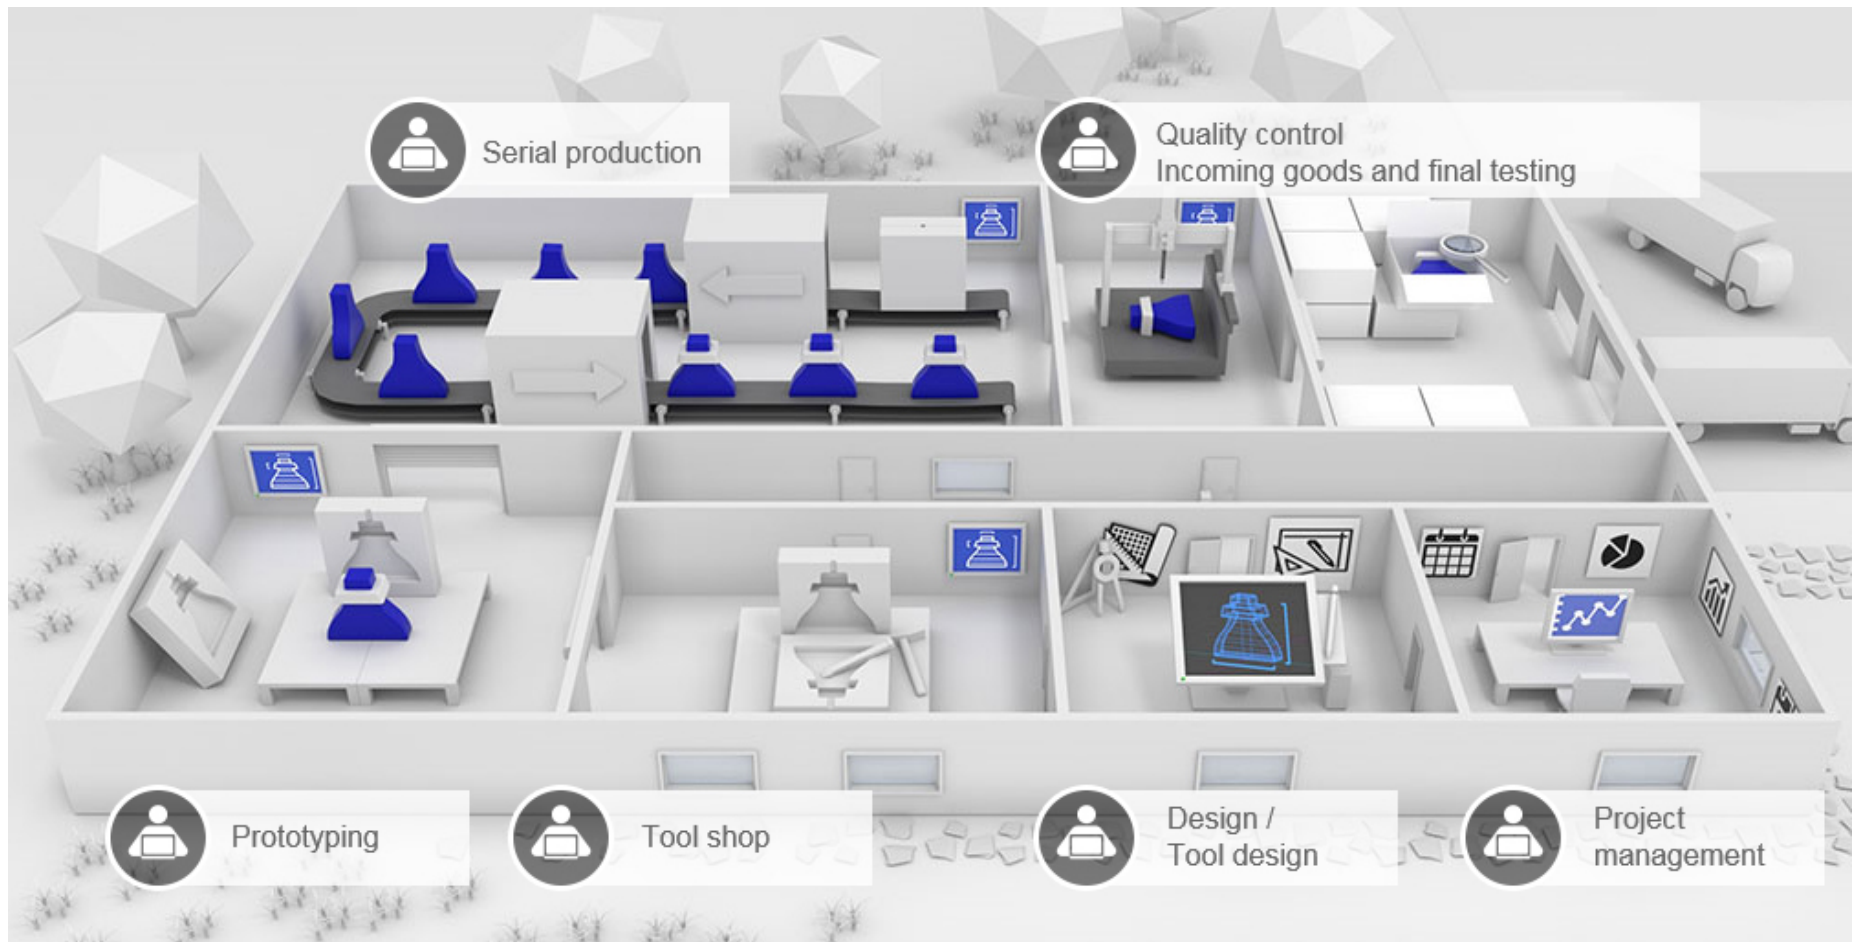 Serial production
Quality control
Incoming goods and final testing
Prototyping
Tool shop
Design /
Tool design
Project
management